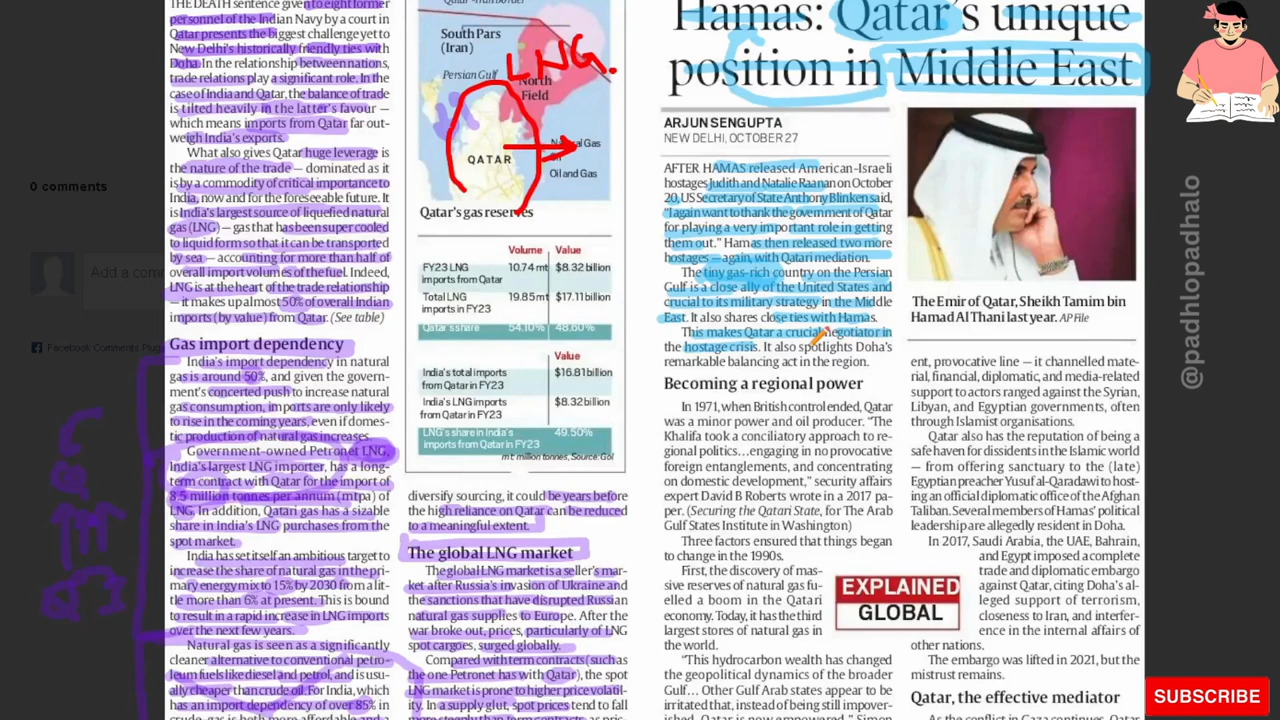 THE DEATH sentence given to eight former
personnel of the Indian Navy by a court in
Qatar presents the biggest challenge yet to
New Delhi's historically friendly ties with
Doha. In the relationship between nations,
trade relations play a significant role. In the
case of India and Qatar, the balance of trade
is tilted heavily in the latter's favour —
which means imports from Qatar far out-
weigh India's exports.
What also gives Qatar huge leverage is
the nature of the trade — dominated as it
is by a commodity of critical importance to
India, now and for the foreseeable future. It
is India's largest source of liquefied natural
gas (LNG) — gas that has been super cooled
to liquid form so that it can be transported
by sea — accounting for more than half of
overall import volumes of the fuel. Indeed,
LNG is at the heart of the trade relationship
— it makes up almost 50% of overall Indian
imports (by value) from Qatar. (See table)
Gas import dependency
India's import dependency in natural
gas is around 50%, and given the govern-
ment's concerted push to increase natural
gas consumption, imports are only likely
to rise in the coming years, even if domes-
tic production of natural gas increases.
Government-owned Petronet LNG,
India's largest LNG importer, has a long-
term contract with Qatar for the import of
8.5 million tonnes per annum (mtpa) of
LNG. In addition, Qatari gas has a sizable
share in India's LNG purchases from the
spot market.
India has set itself an ambitious target to
increase the share of natural gas in the pri-
mary energy mix to 15% by 2030 from a lit-
tle more than 6% at present. This is bound
to result in a rapid increase in LNG imports
over the next few years.
Natural gas is seen as a significantly
cleaner alternative to conventional petro-
leum fuels like diesel and petrol, and is usu-
ally cheaper than crude oil. For India, which
has an import dependency of over 85% in
crude, gas is both more affordable and a
South Pars
(Iran)
Persian Gulf
LNG.
North
Field
QATAR
Natural Gas
Oil
Oil and Gas
Qatar's gas reserves
Volume Value
FY23 LNG
imports from Qatar 10.74 mt $8.32 billion
Total LNG
imports in FY23 19.85mt $17.11billion
Qatar's share 54.10% 48.60%
Value
India's total imports
from Qatar in FY23 $16.81 billion
India's LNG imports
from Qatar in FY23 $8.32 billion
LNG's share in India's
imports from Qatar in FY23 49.50%
mt: million tonnes, Source: GoI
diversify sourcing, it could be years before
the high reliance on Qatar can be reduced
to a meaningful extent.
The global LNG market
The global LNG market is a seller's mar-
ket after Russia's invasion of Ukraine and
the sanctions that have disrupted Russian
natural gas supplies to Europe. After the
war broke out, prices, particularly of LNG
spot cargoes, surged globally.
Compared with term contracts (such as
the one Petronet has with Qatar), the spot
LNG market is prone to higher price volatil-
ity. In a supply glut, spot prices tend to fall
more steeply than term contracts
Hamas: Qatar's unique
position in Middle East
ARJUN SENGUPTA
NEW DELHI, OCTOBER 27
AFTER HAMAS released American-Israeli
hostages Judith and Natalie Raanan on October
20, US Secretary of State Anthony Blinken said,
"I again want to thank the government of Qatar
for playing a very important role in getting
them out." Hamas then released two more
hostages — again, with Qatari mediation.
The tiny gas-rich country on the Persian
Gulf is a close ally of the United States and
crucial to its military strategy in the Middle
East. It also shares close ties with Hamas.
This makes Qatar a crucial negotiator in
the hostage crisis. It also spotlights Doha's
remarkable balancing act in the region.
Becoming a regional power
In 1971, when British control ended, Qatar
was a minor power and oil producer. "The
Khalifa took a conciliatory approach to re-
gional politics…engaging in no provocative
foreign entanglements, and concentrating
on domestic development," security affairs
expert David B Roberts wrote in a 2017 pa-
per. (Securing the Qatari State, for The Arab
Gulf States Institute in Washington)
Three factors ensured that things began
to change in the 1990s.
First, the discovery of mas-
sive reserves of natural gas fu-
elled a boom in the Qatari
economy. Today, it has the third
largest stores of natural gas in
the world.
"This hydrocarbon wealth has changed
the geopolitical dynamics of the broader
Gulf… Other Gulf Arab states appear to be
irritated that, instead of being still impover-
ished, Qatar is now empowered," Simon
The Emir of Qatar, Sheikh Tamim bin
Hamad Al Thani last year. AP File
ent, provocative line — it channelled mate-
rial, financial, diplomatic, and media-related
support to actors ranged against the Syrian,
Libyan, and Egyptian governments, often
through Islamist organisations.
Qatar also has the reputation of being a
safe haven for dissidents in the Islamic world
— from offering sanctuary to the (late)
Egyptian preacher Yusuf al-Qaradawi to host-
ing an official diplomatic office of the Afghan
Taliban. Several members of Hamas' political
leadership are allegedly resident in Doha.
In 2017, Saudi Arabia, the UAE, Bahrain,
and Egypt imposed a complete
trade and diplomatic embargo
against Qatar, citing Doha's al-
leged support of terrorism,
closeness to Iran, and interfer-
ence in the internal affairs of
other nations.
The embargo was lifted in 2021, but the
mistrust remains.
Qatar, the effective mediator
As the conflict in Gaza continues, Qatar
EXPLAINED
GLOBAL
0 comments
Add a comm
Facebook Comments Plug
@padhlopadhalo
SUBSCRIBE